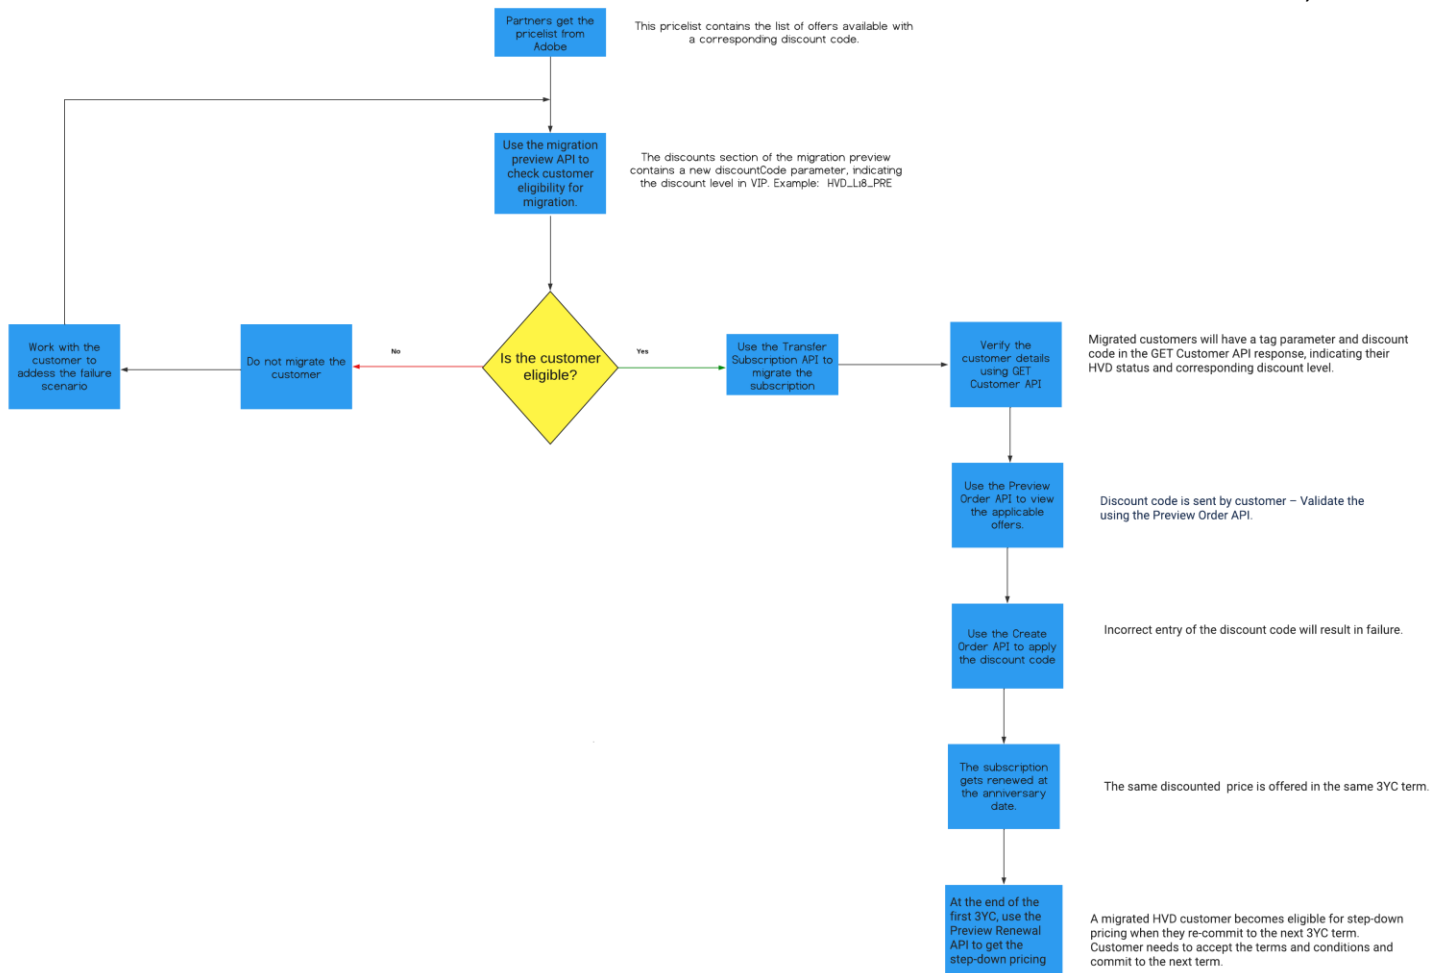 Partners get the
pricelist from
Adobe
This pricelist contains the list of offers available with
a corresponding discount code.
Use the migration
preview API to
check customer
eligibility for
migration.
The discounts section of the migration preview
contains a new discountCode parameter, indicating
the discount level in VIP. Example: HVD_L18_PRE
Work with the
customer to
addess the failure
scenario
Do not migrate the
customer
No
Is the customer
eligible?
Yes
Use the Transfer
Subscription API to
migrate the
subscription
Verify the
customer details
using GET
Customer API
Migrated customers will have a tag parameter and discount
code in the GET Customer API response, indicating their
HVD status and corresponding discount level.
Use the Preview
Order API to view
the applicable
offers.
Discount code is sent by customer – Validate the
using the Preview Order API.
Use the Create
Order API to apply
the discount code
Incorrect entry of the discount code will result in failure.
The subscription
gets renewed at
the anniversary
date.
The same discounted price is offered in the same 3YC term.
At the end of the
first 3YC, use the
Preview Renewal
API to get the
step-down pricing
A migrated HVD customer becomes eligible for step-down
pricing when they re-commit to the next 3YC term.
Customer needs to accept the terms and conditions and
commit to the next term.